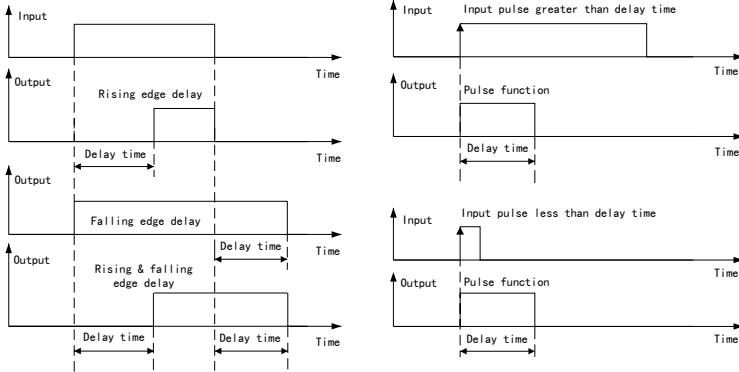 Input
Time
Output
Rising edge delay
Time
Delay time
Output
Falling edge delay
Delay time
Time
Output
Rising & falling
edge delay
Delay time
Delay time
Time
Input
Input pulse greater than delay time
Time
Output
Pulse function
Time
Delay time
Input
Input pulse less than delay time
Time
Output
Pulse function
Delay time
Time